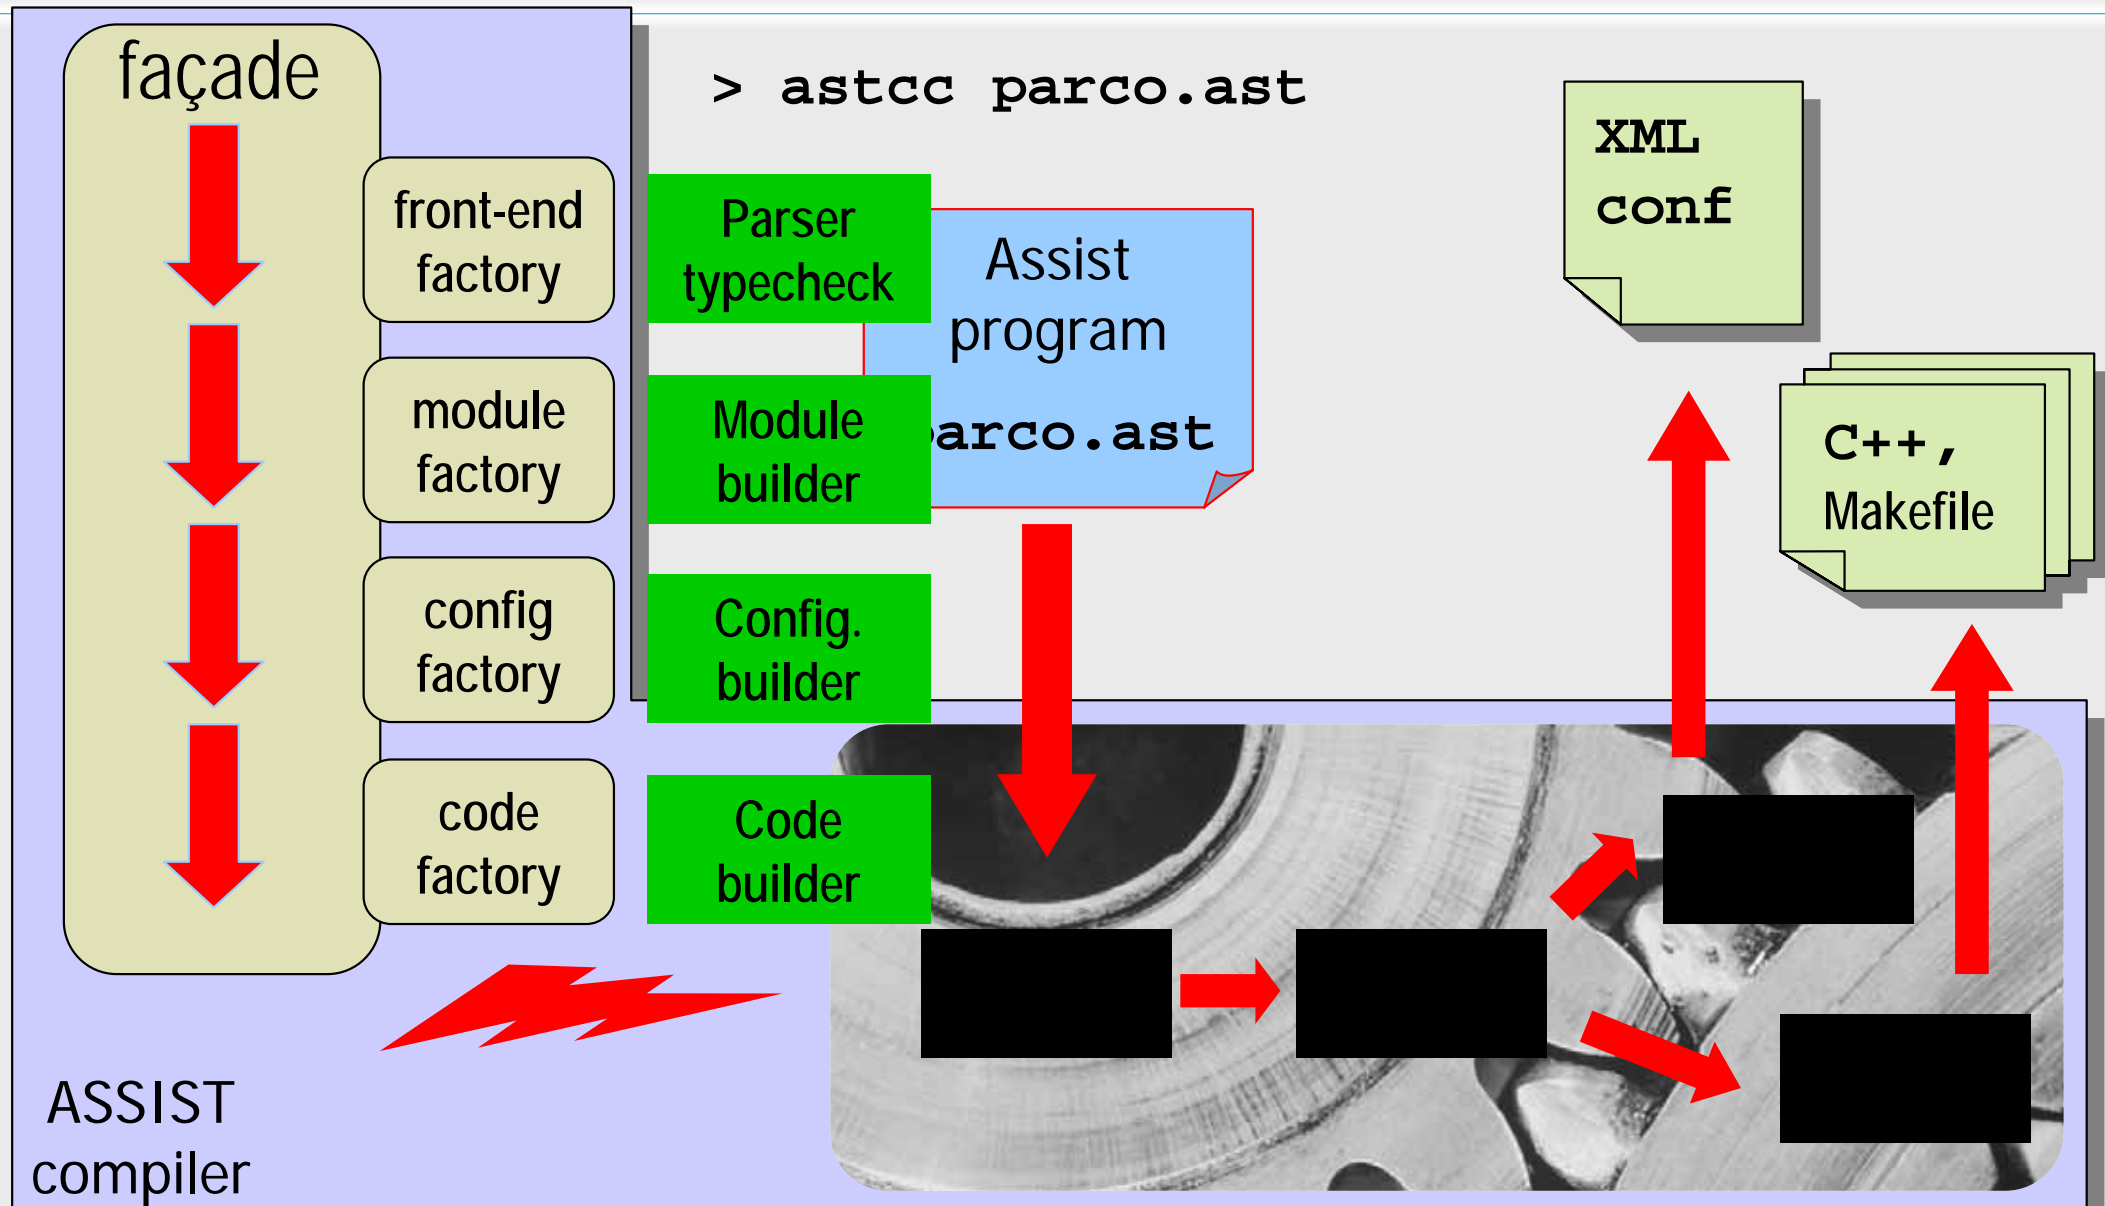 façade
> astcc parco.ast
XML
conf
front-end
factory
Parser
typecheck
Assist
program
arco.ast
module
factory
Module
builder
C++,
Makefile
config
factory
Config.
builder
code
factory
Code
builder
ASSIST
compiler